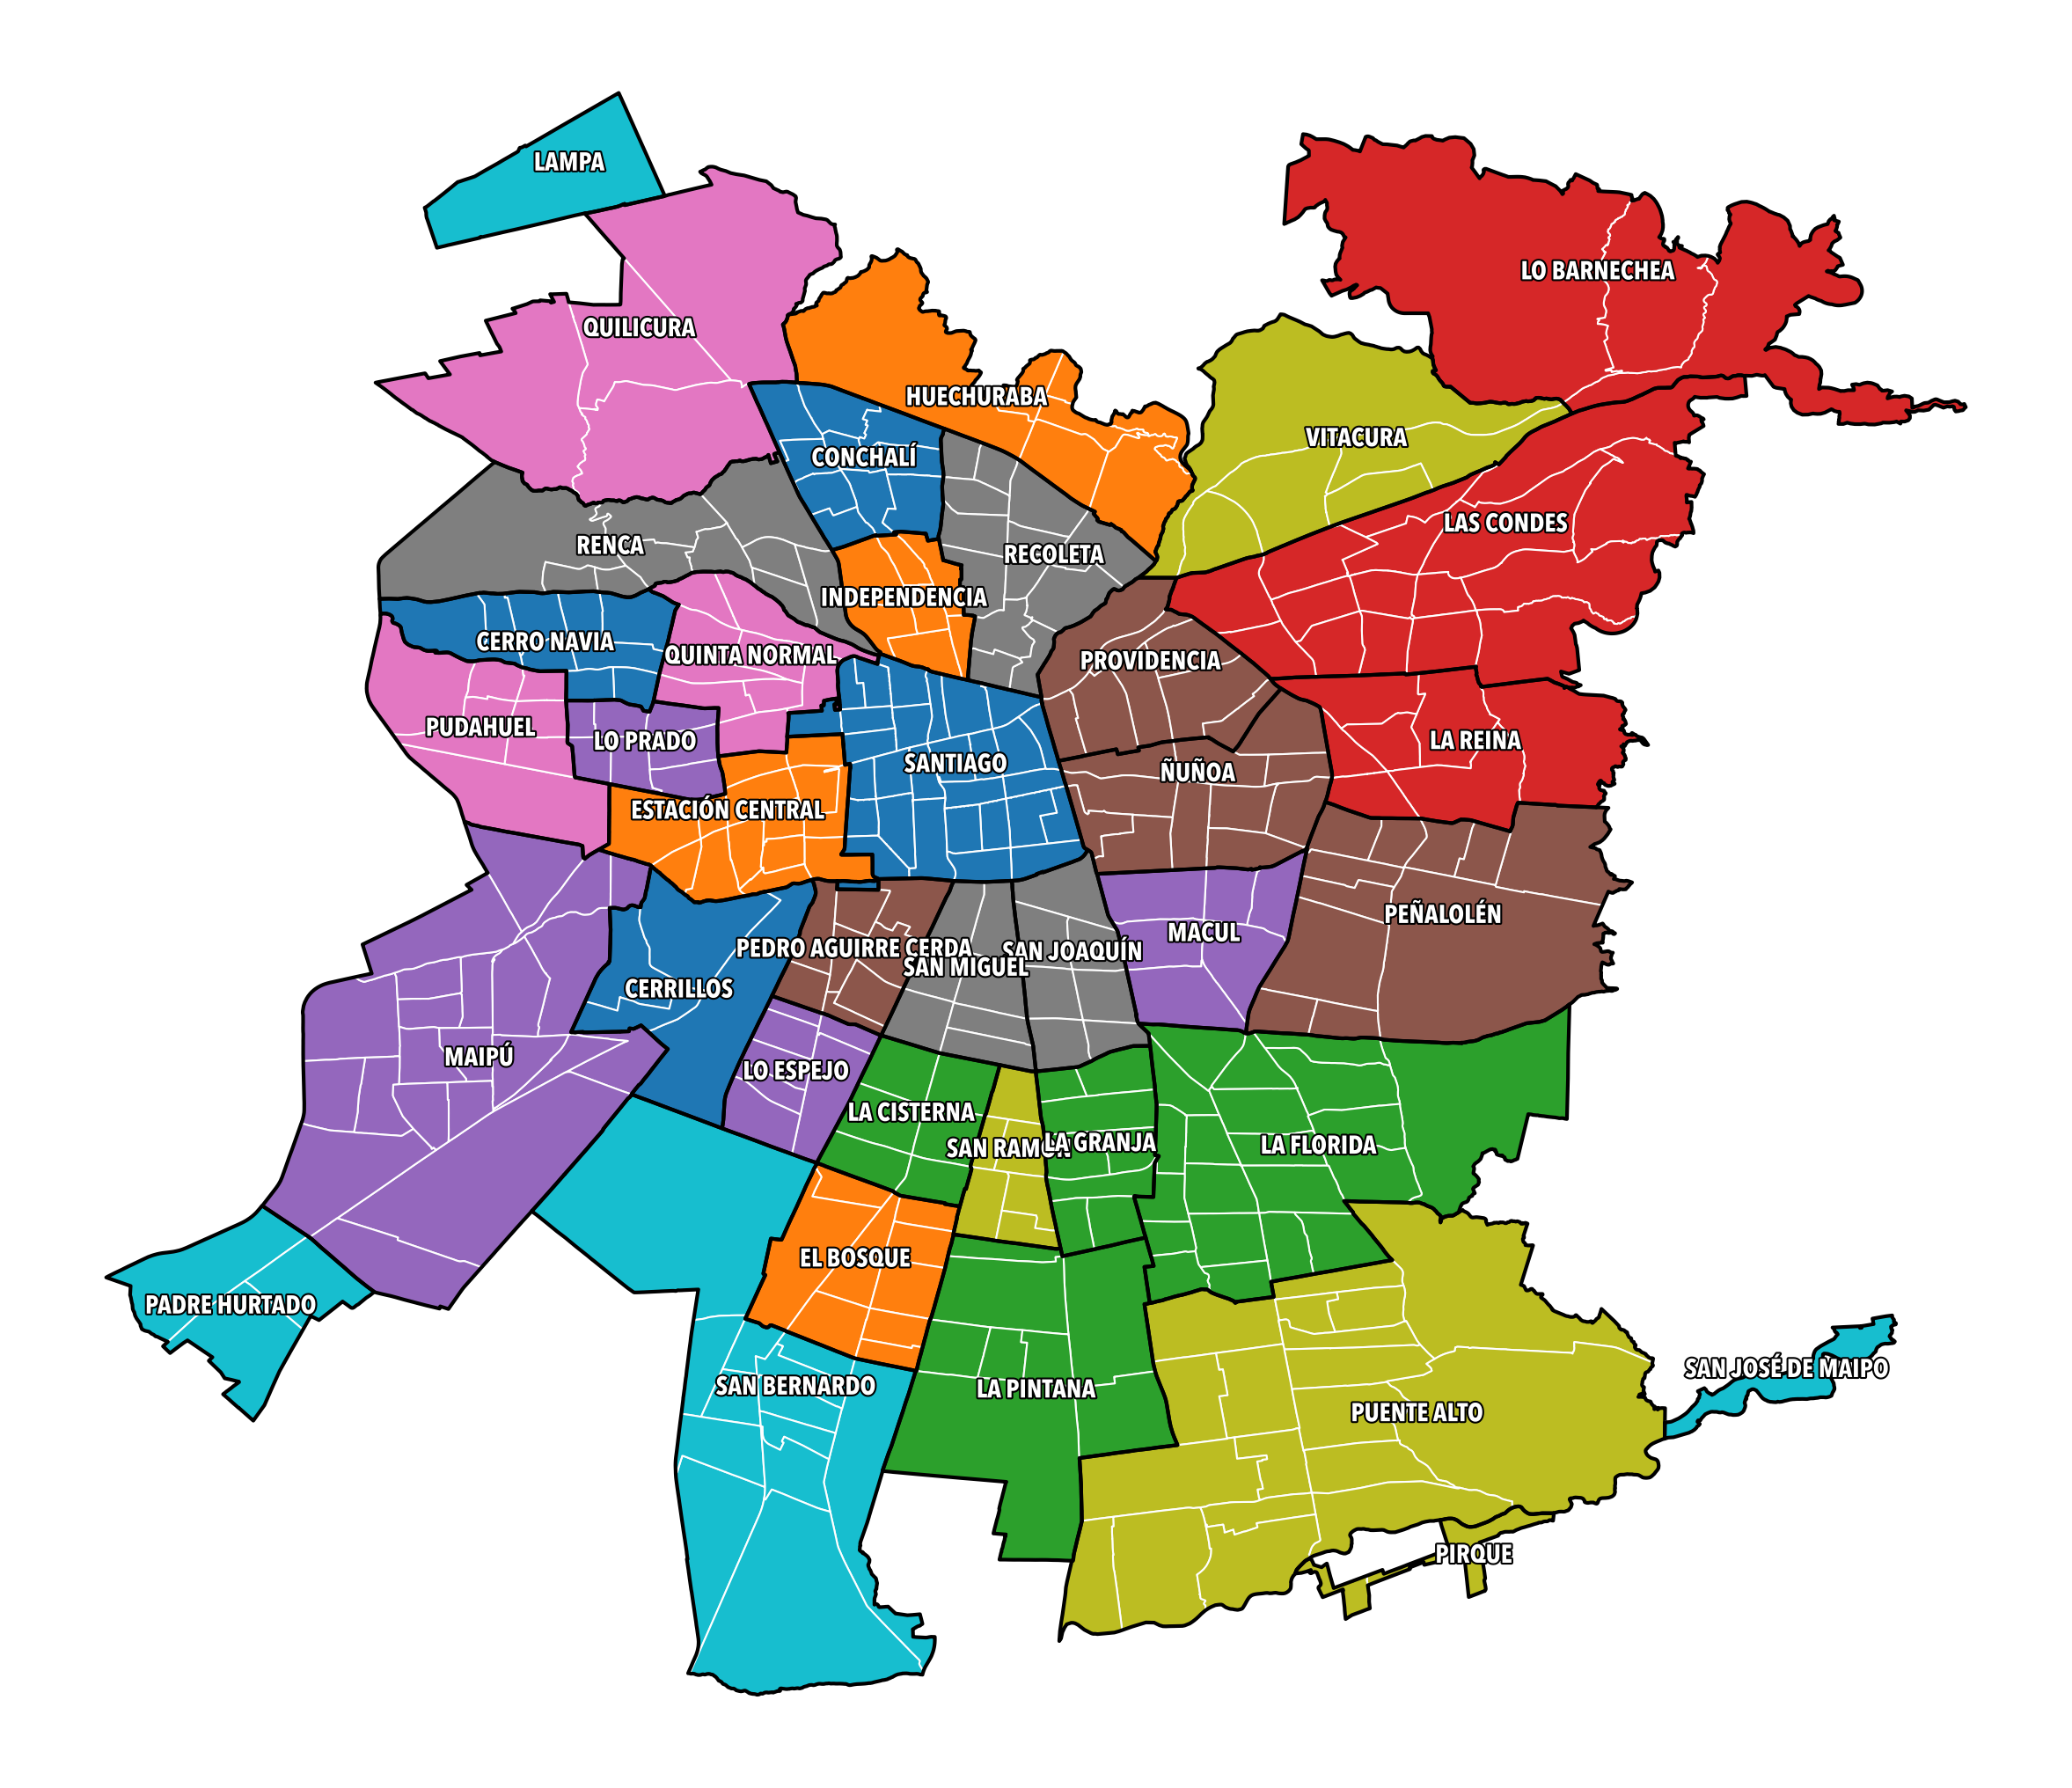 LAMPA
LO BARNECHEA
QUILICURA
HUECHURABA
VITACURA
CONCHALÍ
LAS CONDES
RENCA
RECOLETA
INDEPENDENCIA
CERRO NAVIA
QUINTA NORMAL
PROVIDENCIA
PUDAHUEL
LO PRADO
LA REINA
SANTIAGO
ÑUÑOA
ESTACIÓN CENTRAL
PEÑALOLÉN
MACUL
PEDRO AGUIRRE CERDA
SAN JOAQUÍN
SAN MIGUEL
CERRILLOS
MAIPÚ
LO ESPEJO
LA CISTERNA
SAN RAMÓN
LA GRANJA
LA FLORIDA
EL BOSQUE
PADRE HURTADO
SAN JOSÉ DE MAIPO
SAN BERNARDO
LA PINTANA
PUENTE ALTO
PIRQUE